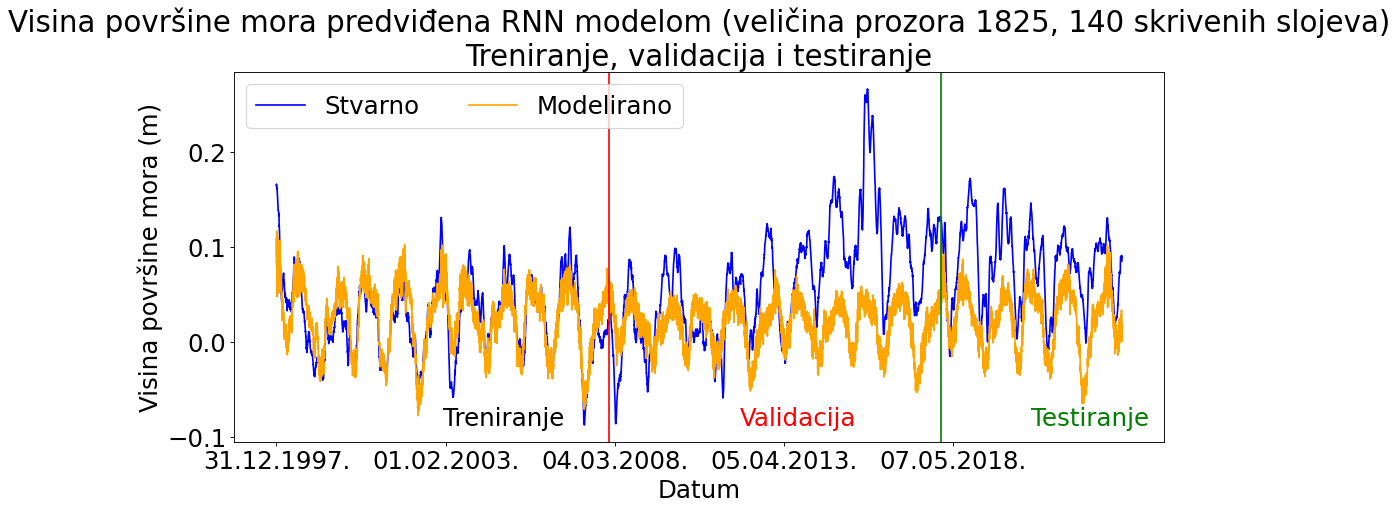 Visina površine mora predviđena RNN modelom (veličina prozora 1825, 140 skrivenih slojeva)
Treniranje, validacija i testiranje
Stvarno
Modelirano
Visina površine mora (m)
0.2
0.1
0.0
−0.1
Treniranje
Validacija
Testiranje
31.12.1997.
01.02.2003.
04.03.2008.
05.04.2013.
07.05.2018.
Datum